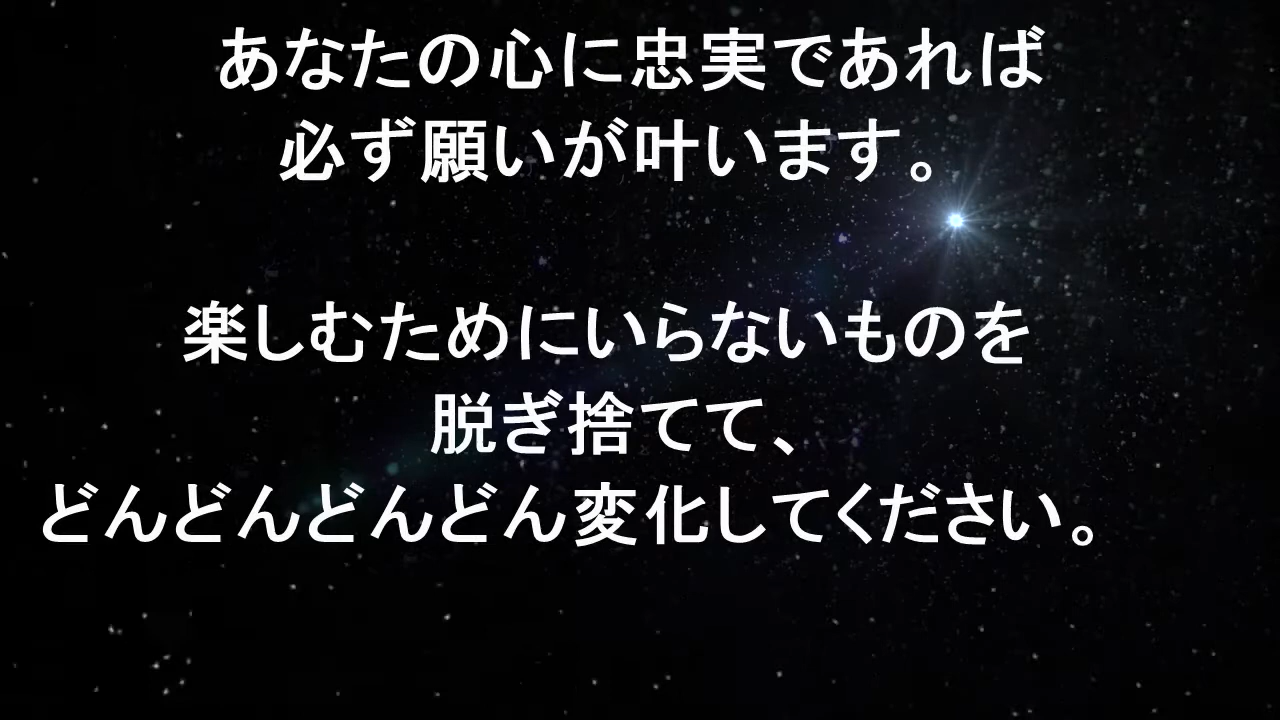 あなたの心に忠実であれば
必ず願いが叶います。
楽しむためにいらないものを
脱ぎ捨てて、
どんどんどんどん変化してください。